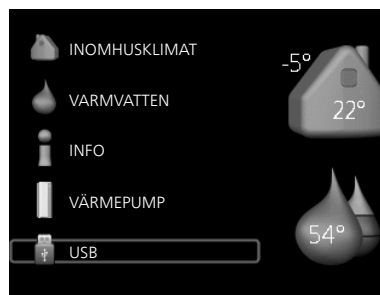 INOMHUSKLIMAT
-5°
22°
VARMVATTEN
INFO
VÄRMEPUMP
54°
USB